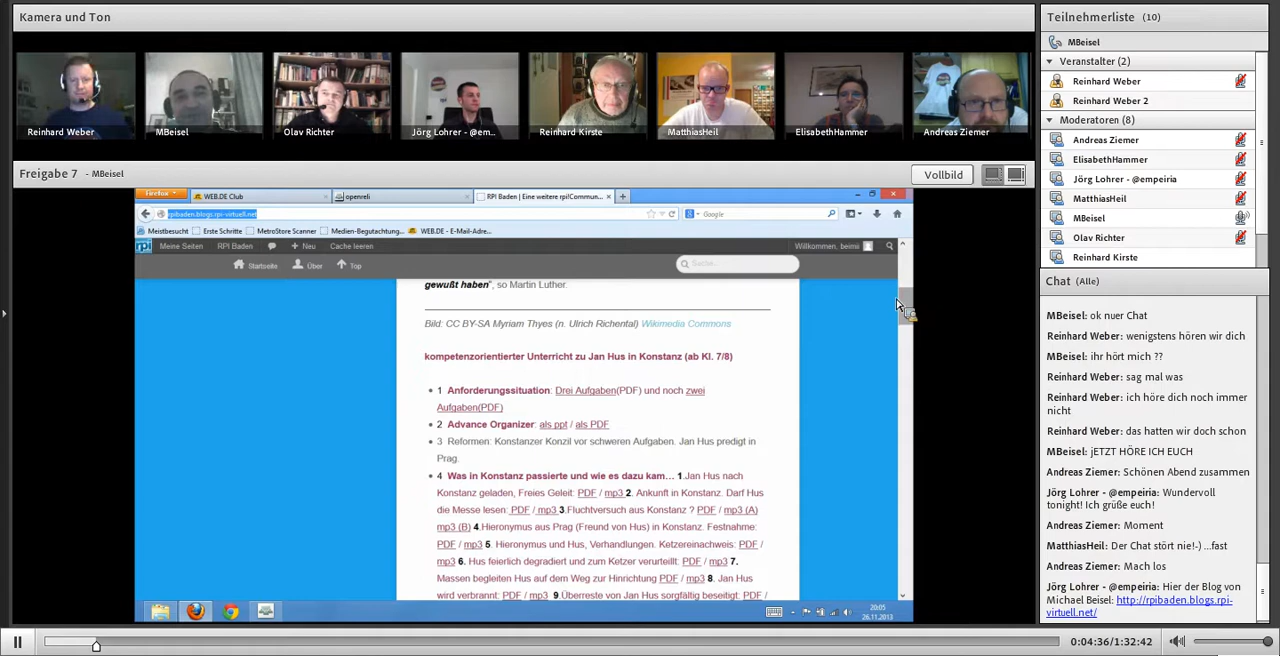 Kamera und Ton
Reinhard Weber
MBeisel
Olav Richter
Jörg Lohrer - @em...
Reinhard Kirste
MatthiasHeil
ElisabethHammer
Andreas Ziemer
Freigabe 7 - MBeisel
Vollbild
Firefox
WEB.DE Club
openreli
RPI Baden | Eine weitere rpi!Commun...
rpibaden.blogs.rpi-virtuell.net
Google
Meistbesucht
Erste Schritte
MetroStore Scanner
Medien-Begutachtung...
WEB.DE - E-Mail-Adre...
rpi
Meine Seiten
RPI Baden
+ Neu
Cache leeren
Willkommen, beimi
Startseite
Über
Top
Suche...
gewußt haben", so Martin Luther.
Bild: CC BY-SA Myriam Thyes (n. Ulrich Richental) Wikimedia Commons
kompetenzorientierter Unterricht zu Jan Hus in Konstanz (ab Kl. 7/8)
1 Anforderungssituation: Drei Aufgaben(PDF) und noch zwei
Aufgaben(PDF)
2 Advance Organizer: als ppt / als PDF
3 Reformen: Konstanzer Konzil vor schweren Aufgaben. Jan Hus predigt in
Prag.
4 Was in Konstanz passierte und wie es dazu kam... 1.Jan Hus nach
Konstanz geladen, Freies Geleit: PDF / mp3 2. Ankunft in Konstanz. Darf Hus
die Messe lesen: PDF / mp3 3.Fluchtversuch aus Konstanz ? PDF / mp3 (A)
mp3 (B) 4.Hieronymus aus Prag (Freund von Hus) in Konstanz. Festnahme:
PDF / mp3 5. Hieronymus und Hus, Verhandlungen. Ketzereinachweis: PDF /
mp3 6. Hus feierlich degradiert und zum Ketzer verurteilt: PDF / mp3 7.
Massen begleiten Hus auf dem Weg zur Hinrichtung PDF / mp3 8. Jan Hus
wird verbrannt: PDF / mp3 9.Überreste von Jan Hus sorgfältig beseitigt: PDF /
20:05
26.11.2013
Teilnehmerliste (10)
MBeisel
Veranstalter (2)
Reinhard Weber
Reinhard Weber 2
Moderatoren (8)
Andreas Ziemer
ElisabethHammer
Jörg Lohrer - @empeiria
MatthiasHeil
MBeisel
Olav Richter
Reinhard Kirste
Chat (Alle)
MBeisel: ok nuer Chat
Reinhard Weber: wenigstens hören wir dich
MBeisel: ihr hört mich ??
Reinhard Weber: sag mal was
Reinhard Weber: ich höre dich noch immer
nicht
Reinhard Weber: das hatten wir doch schon
MBeisel: jETZT HÖRE ICH EUCH
Andreas Ziemer: Schönen Abend zusammen
Jörg Lohrer - @empeiria: Wundervoll
tonight! Ich grüße euch!
Andreas Ziemer: Moment
MatthiasHeil: Der Chat stört nie!-) ...fast
Andreas Ziemer: Mach los
Jörg Lohrer - @empeiria: Hier der Blog von
Michael Beisel: http://rpibaden.blogs.rpi-
virtuell.net/
0:04:36/1:32:42